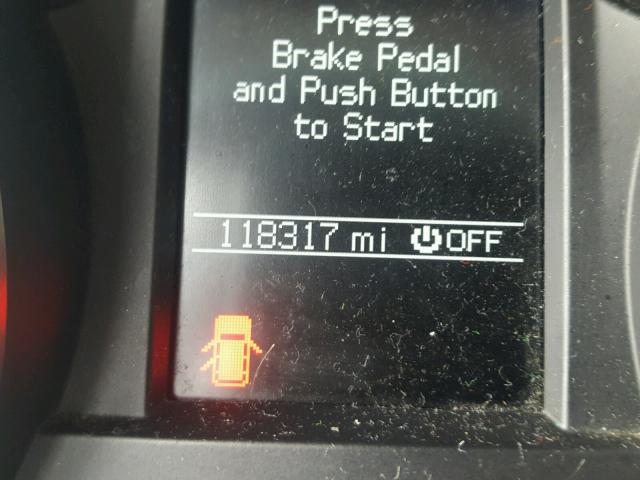 Press
Brake Pedal
and Push Button
to Start
118317 mi OFF